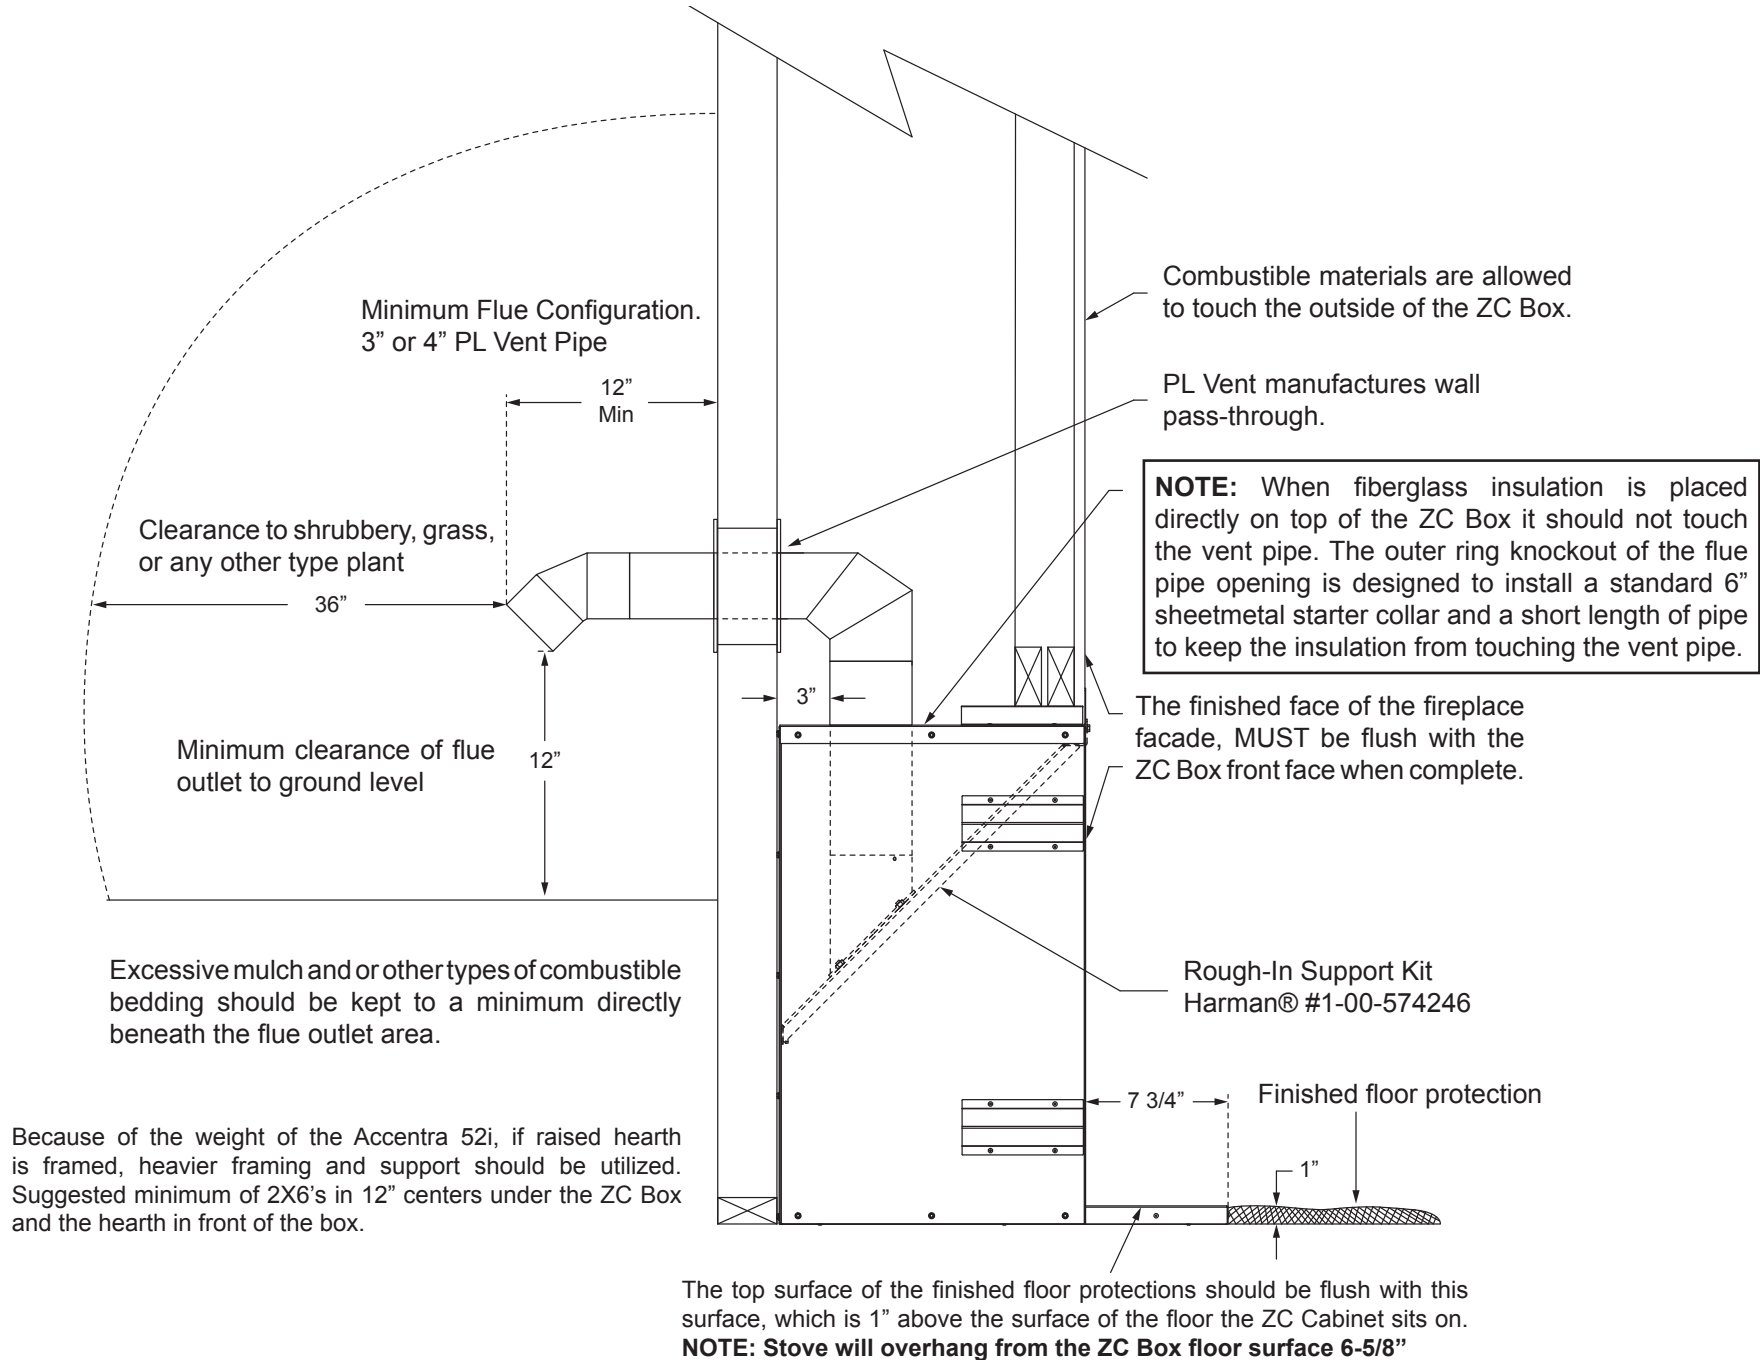 Combustible materials are allowed
to touch the outside of the ZC Box.
Minimum Flue Configuration.
3” or 4” PL Vent Pipe
12”
Min
PL Vent manufactures wall
pass-through.
NOTE: When fiberglass insulation is placed
directly on top of the ZC Box it should not touch
the vent pipe. The outer ring knockout of the flue
pipe opening is designed to install a standard 6”
sheetmetal starter collar and a short length of pipe
to keep the insulation from touching the vent pipe.
Clearance to shrubbery, grass,
or any other type plant
36”
3”
The finished face of the fireplace
facade, MUST be flush with the
ZC Box front face when complete.
Minimum clearance of flue
outlet to ground level
12”
Excessive mulch and or other types of combustible
bedding should be kept to a minimum directly
beneath the flue outlet area.
Rough-In Support Kit
Harman® #1-00-574246
7 3/4”
Finished floor protection
1”
Because of the weight of the Accentra 52i, if raised hearth
is framed, heavier framing and support should be utilized.
Suggested minimum of 2X6's in 12” centers under the ZC Box
and the hearth in front of the box.
The top surface of the finished floor protections should be flush with this
surface, which is 1” above the surface of the floor the ZC Cabinet sits on.
NOTE: Stove will overhang from the ZC Box floor surface 6-5/8”